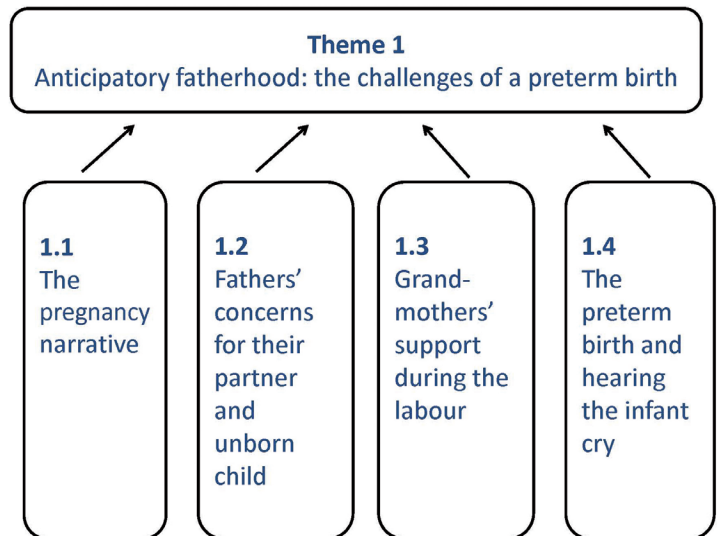 Theme 1
Anticipatory fatherhood: the challenges of a preterm birth
1.1
The
pregnancy
narrative
1.2
Fathers’
concerns
for their
partner
and
unborn
child
1.3
Grand-
mothers’
support
during the
labour
1.4
The
preterm
birth and
hearing
the infant
cry